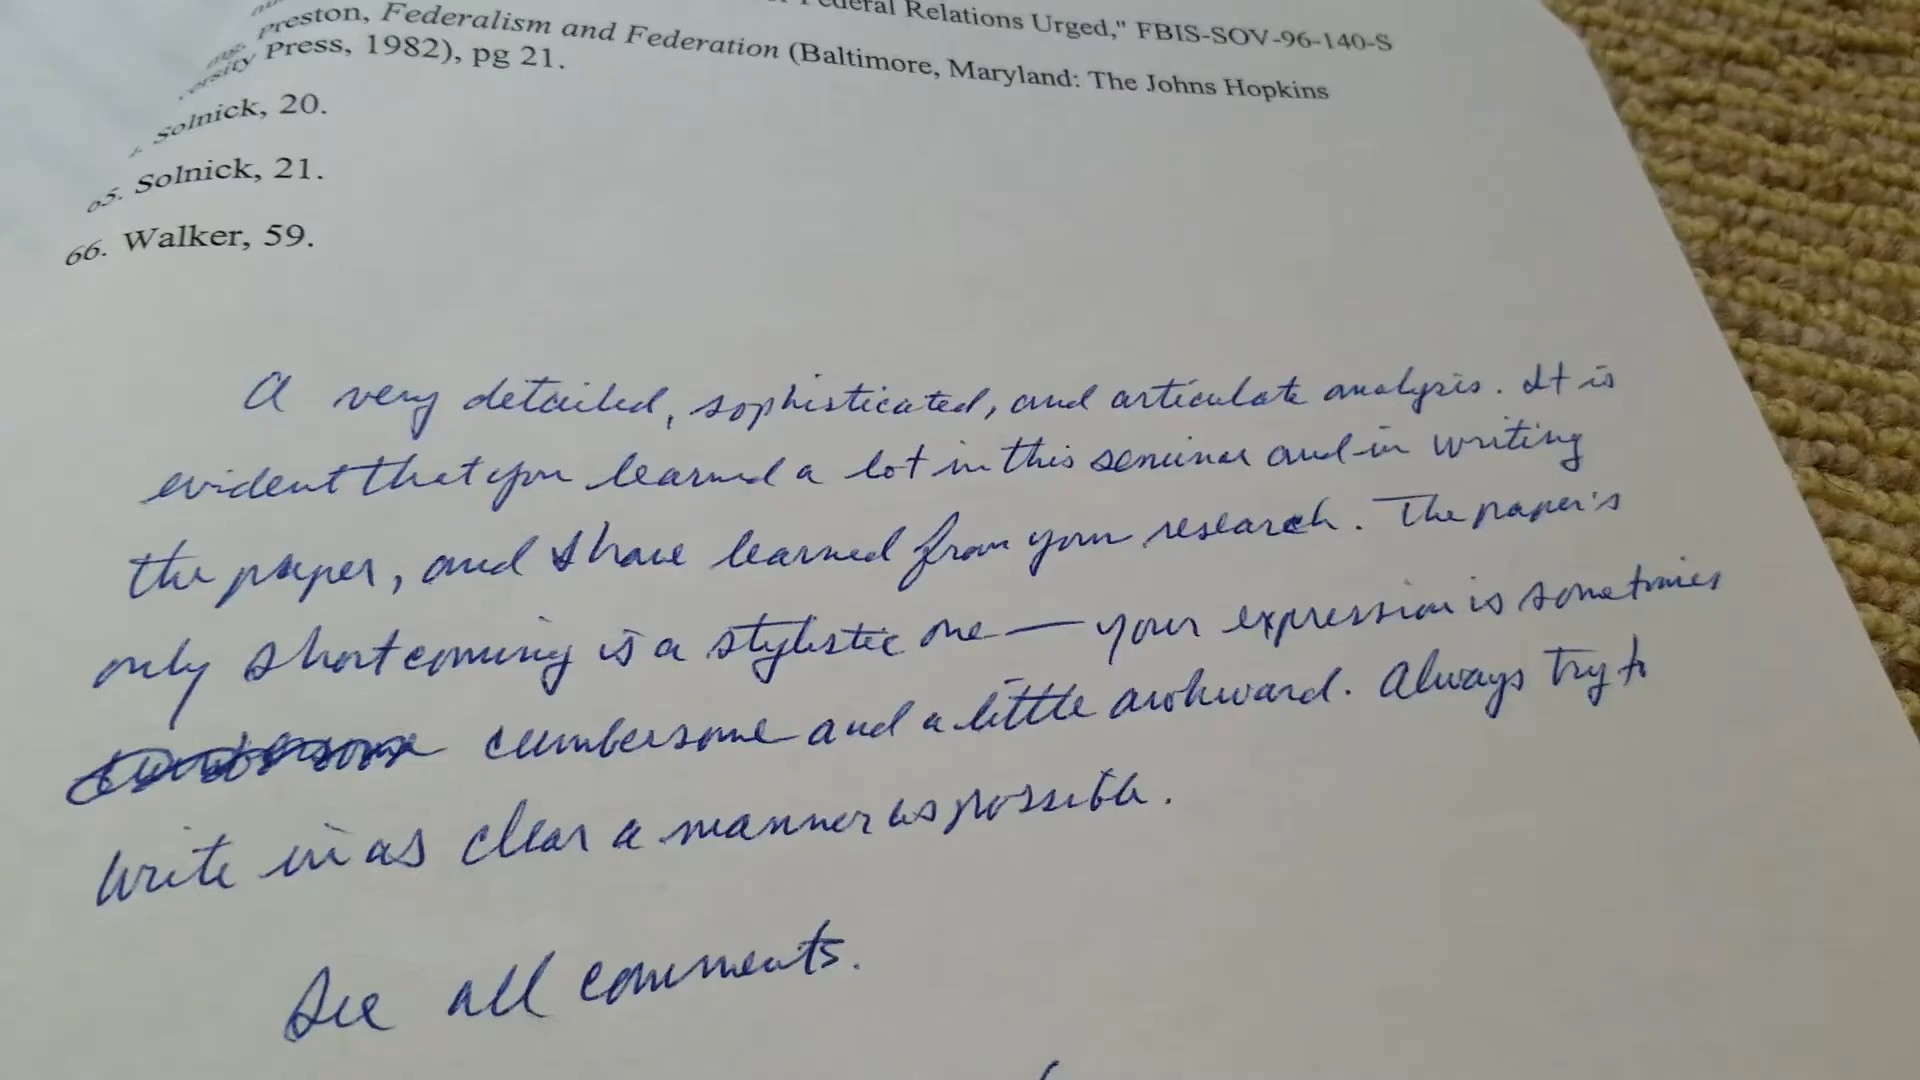 Federal Relations Urged," FBIS-SOV-96-140-S
Preston, Federalism and Federation (Baltimore, Maryland: The Johns Hopkins
Press, 1982), pg 21.
Solnick, 20.
65. Solnick, 21.
66. Walker, 59.
A very detailed, sophisticated, and articulate analysis. It is
evident that you learned a lot in this seminar and in writing
the paper, and I have learned from your research. The paper's
only shortcoming is a stylistic one — your expression is sometimes
cumbersome and a little awkward. Always try to
write in as clear a manner as possible.
See all comments.